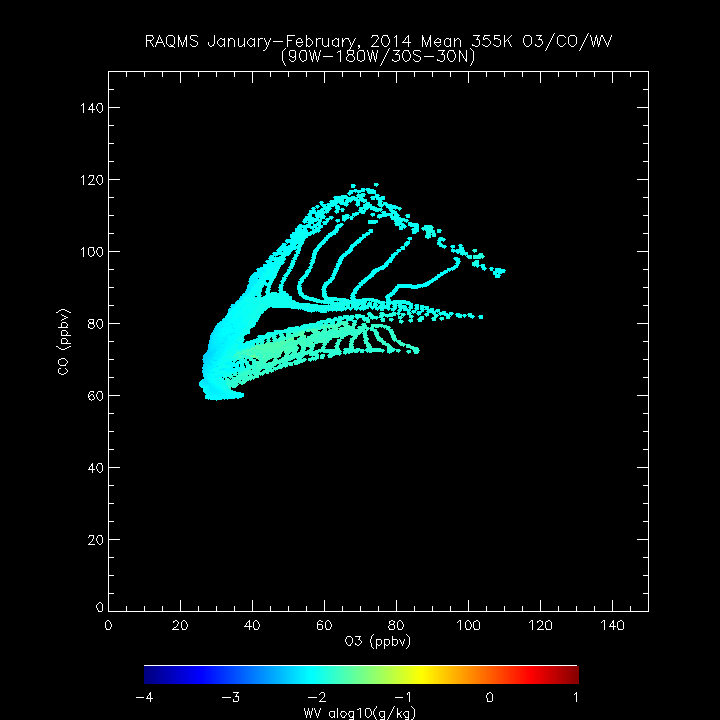 RAQMS January-February, 2014 Mean 355K O3/CO/WV
(90W-180W/30S-30N)
140
120
100
80
60
40
20
0
CO (ppbv)
0 20 40 60 80 100 120 140
O3 (ppbv)
-4 -3 -2 -1 0 1
WV alog10(g/kg)